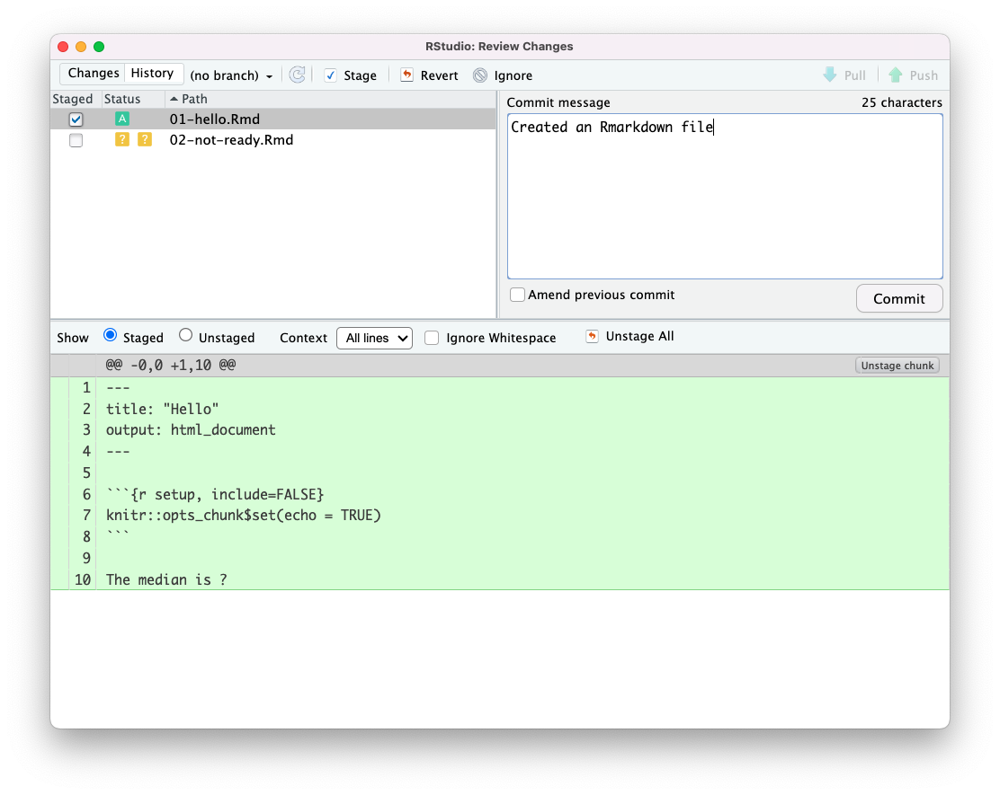 RStudio: Review Changes
Changes History (no branch) Stage Revert Ignore Pull Push
Staged Status Path
A 01-hello.Rmd
? ? 02-not-ready.Rmd
Commit message 25 characters
Created an Rmarkdown file
Amend previous commit Commit
Show Staged Unstaged Context All lines Ignore Whitespace Unstage All
@@ -0,0 +1,10 @@ Unstage chunk
1 ---
2 title: "Hello"
3 output: html_document
4 ---
5
6 ```{r setup, include=FALSE}
7 knitr::opts_chunk$set(echo = TRUE)
8 ```
9
10 The median is ?